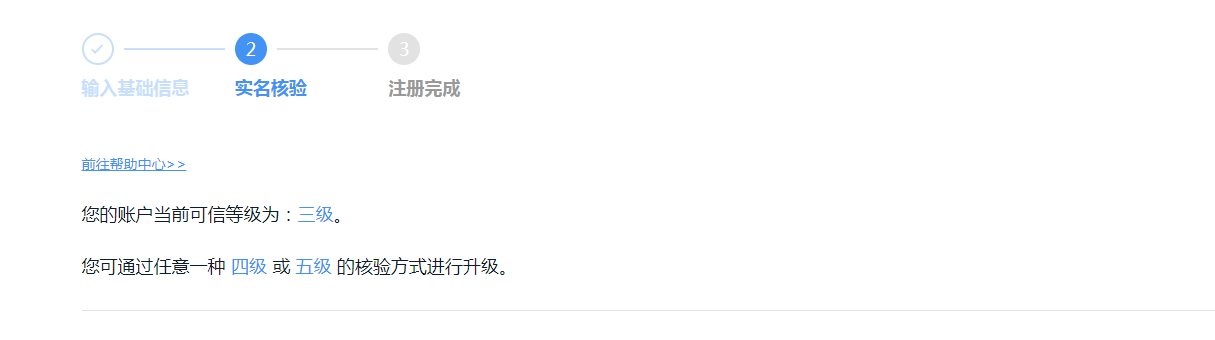 2 3
输入基础信息 实名核验 注册完成
前往帮助中心>>
您的账户当前可信等级为：三级。
您可通过任意一种 四级 或 五级 的核验方式进行升级。